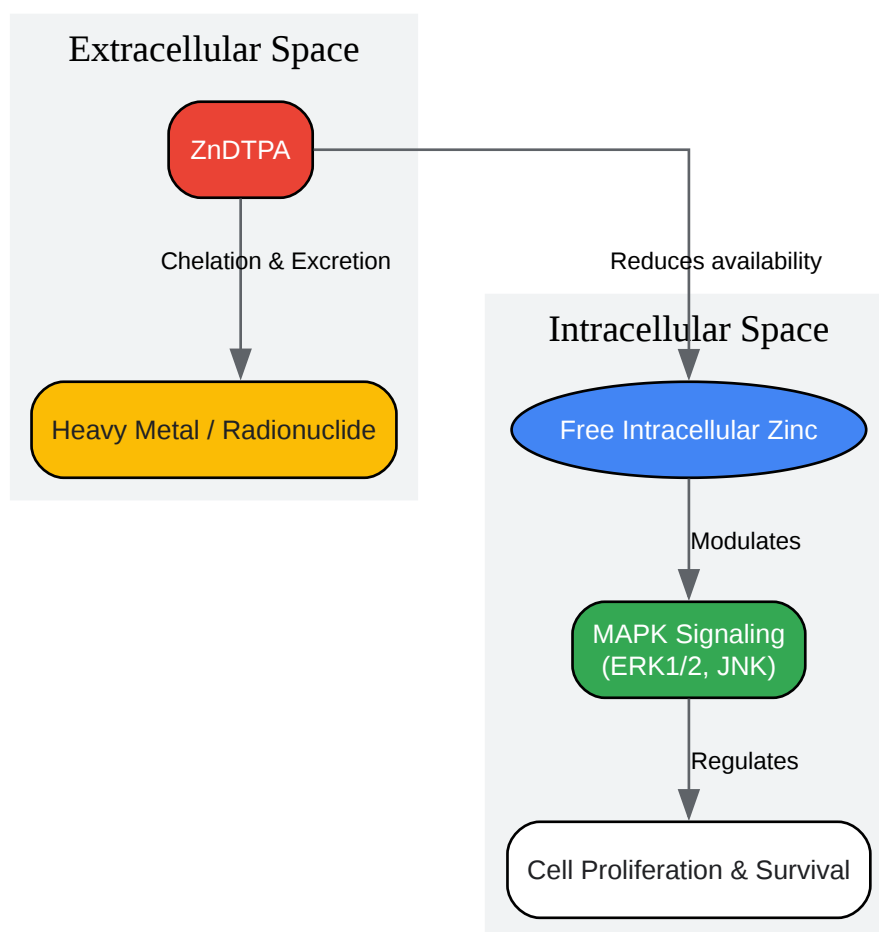 Extracellular Space
ZnDTPA
Chelation & Excretion
Reduces availability
Heavy Metal / Radionuclide
Intracellular Space
Free Intracellular Zinc
Modulates
MAPK Signaling
(ERK1/2, JNK)
Regulates
Cell Proliferation & Survival